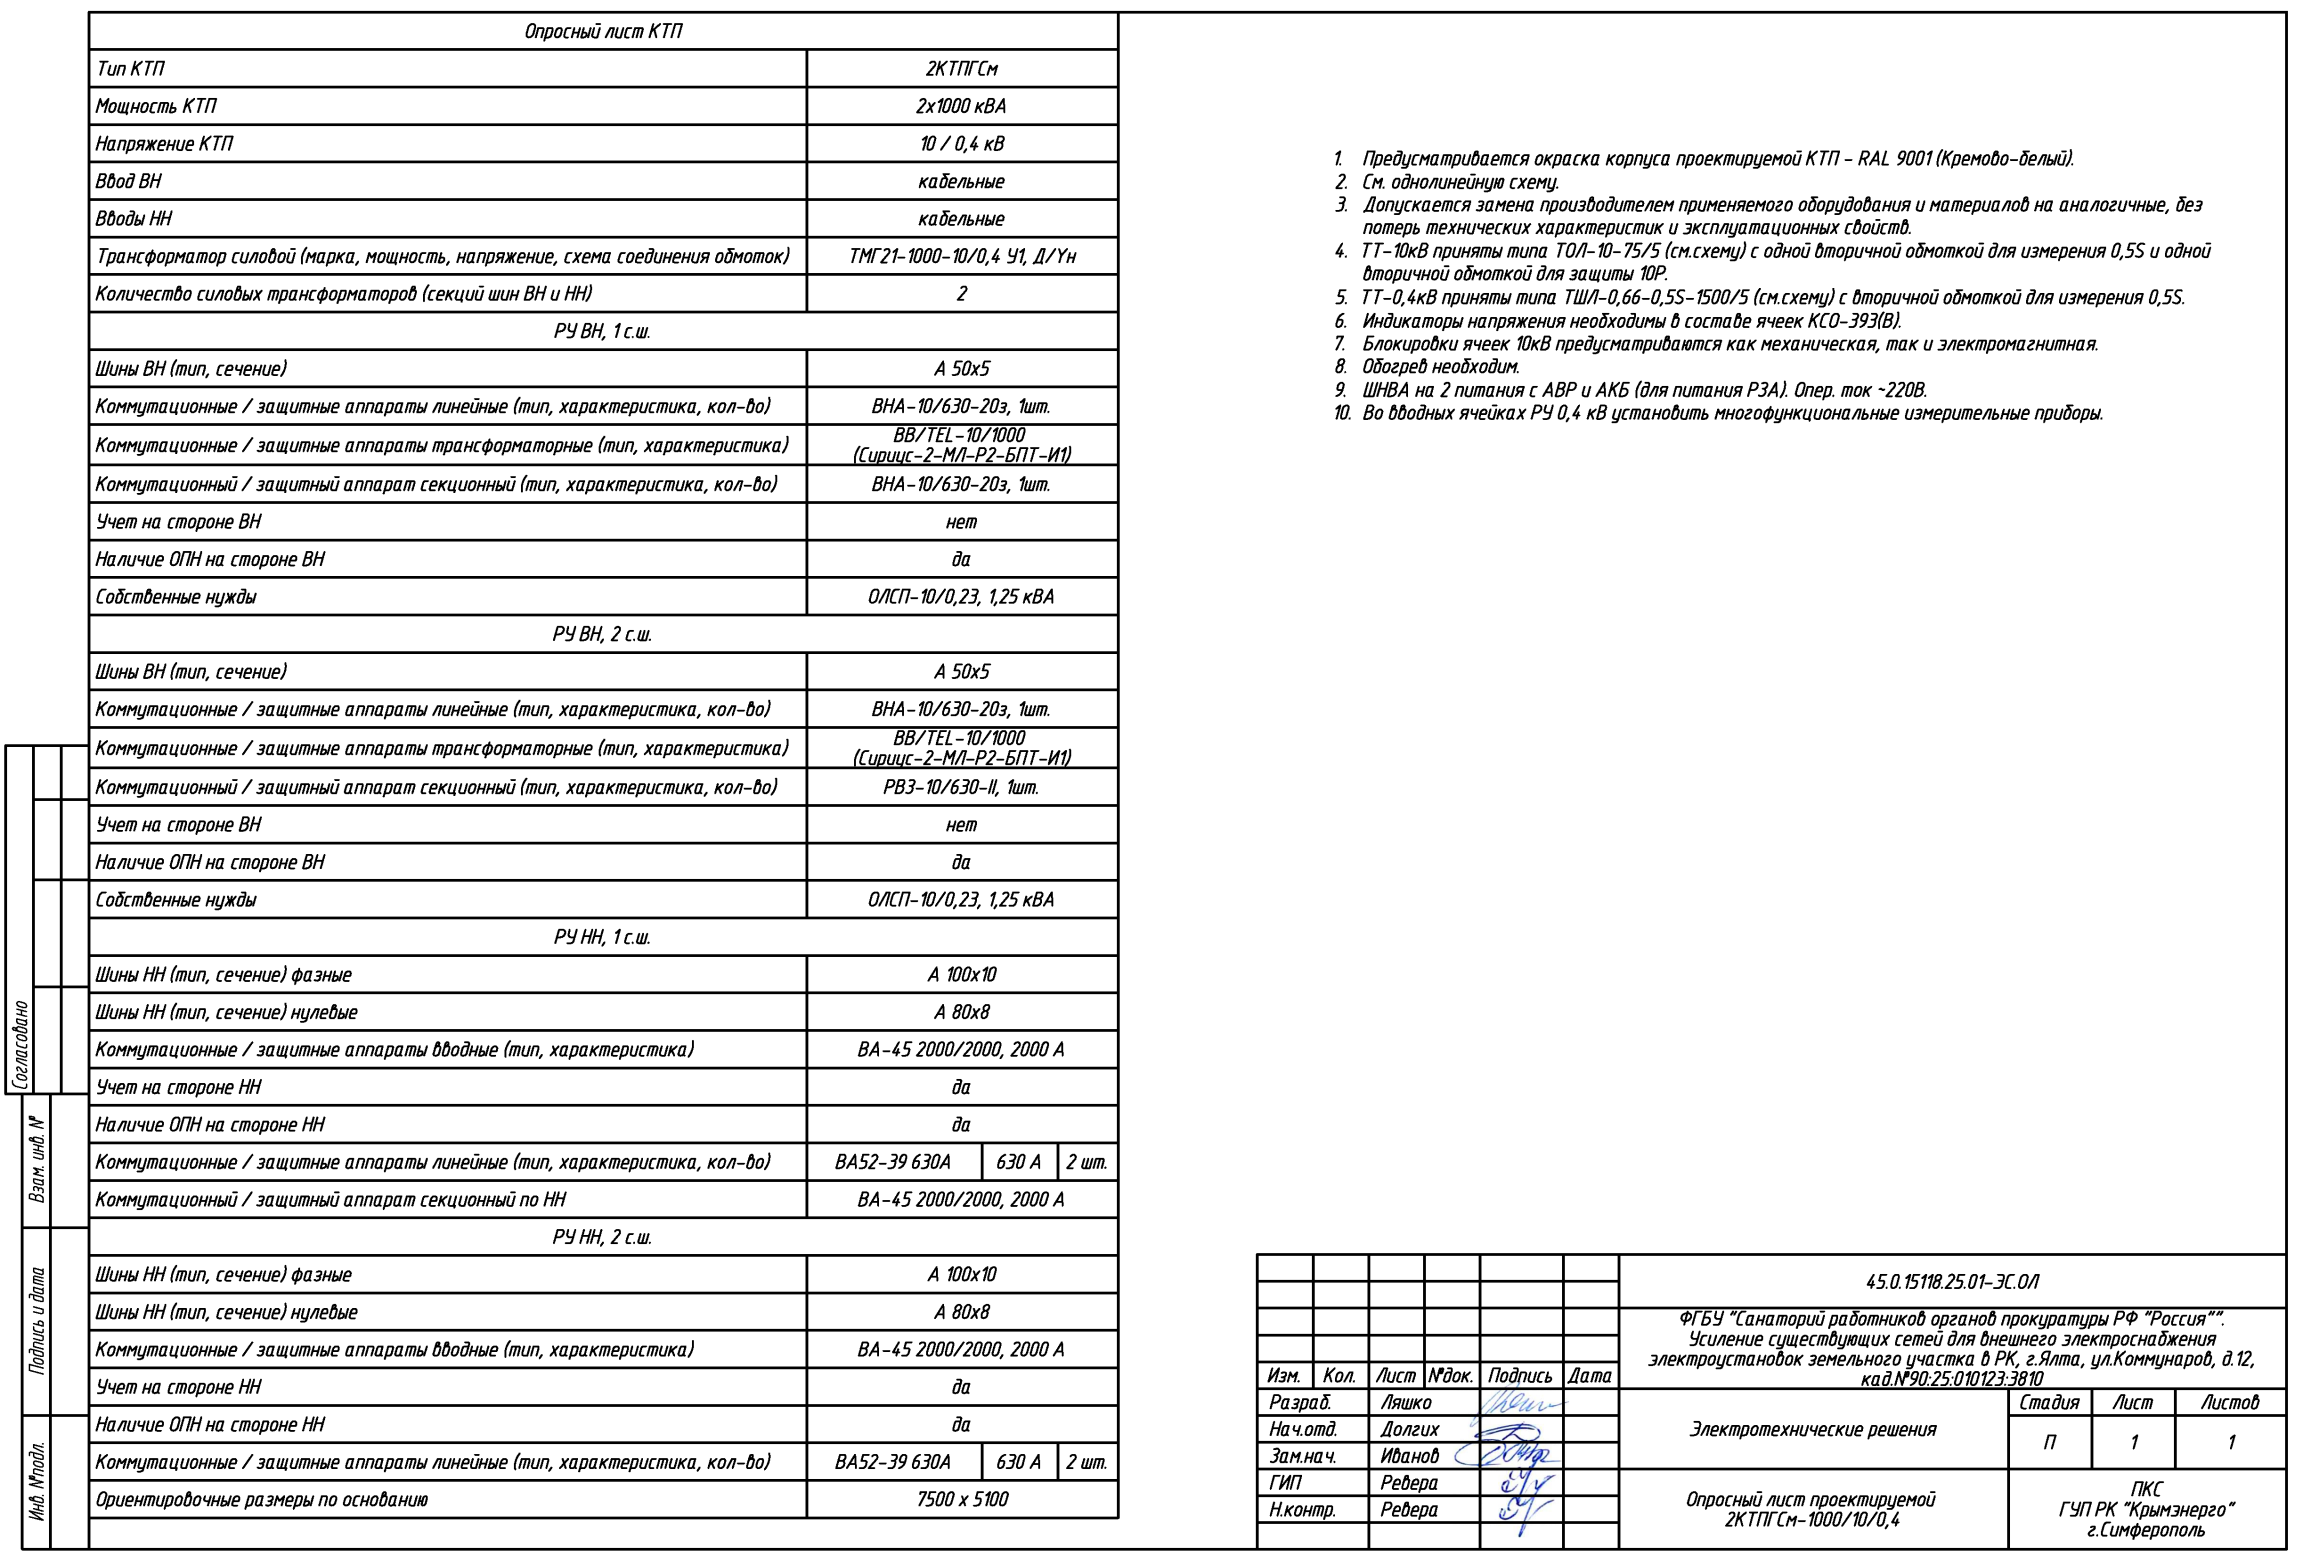 Опросный лист КТП
Тип КТП 2КТПГСм
Мощность КТП 2х1000 кВА
Напряжение КТП 10 / 0,4 кВ
Ввод ВН кабельные
Вводы НН кабельные
Трансформатор силовой (марка, мощность, напряжение, схема соединения обмоток) ТМГ21-1000-10/0,4 У1, Д/Yн
Количество силовых трансформаторов (секций шин ВН и НН) 2
РУ ВН, 1 с.ш.
Шины ВН (тип, сечение) А 50х5
Коммутационные / защитные аппараты линейные (тип, характеристика, кол-во) ВНА-10/630-20з, 1шт.
Коммутационные / защитные аппараты трансформаторные (тип, характеристика) ВВ/TEL-10/1000
(Сириус-2-МЛ-Р2-БПТ-И1)
Коммутационный / защитный аппарат секционный (тип, характеристика, кол-во) ВНА-10/630-20з, 1шт.
Учет на стороне ВН нет
Наличие ОПН на стороне ВН да
Собственные нужды ОЛСП-10/0,23, 1,25 кВА
РУ ВН, 2 с.ш.
Шины ВН (тип, сечение) А 50х5
Коммутационные / защитные аппараты линейные (тип, характеристика, кол-во) ВНА-10/630-20з, 1шт.
Коммутационные / защитные аппараты трансформаторные (тип, характеристика) ВВ/TEL-10/1000
(Сириус-2-МЛ-Р2-БПТ-И1)
Коммутационный / защитный аппарат секционный (тип, характеристика, кол-во) РВЗ-10/630-II, 1шт.
Учет на стороне ВН нет
Наличие ОПН на стороне ВН да
Собственные нужды ОЛСП-10/0,23, 1,25 кВА
РУ НН, 1 с.ш.
Шины НН (тип, сечение) фазные А 100х10
Шины НН (тип, сечение) нулевые А 80х8
Коммутационные / защитные аппараты вводные (тип, характеристика) ВА-45 2000/2000, 2000 А
Учет на стороне НН да
Наличие ОПН на стороне НН да
Коммутационные / защитные аппараты линейные (тип, характеристика, кол-во) ВА52-39 630А 630 А 2 шт.
Коммутационный / защитный аппарат секционный по НН ВА-45 2000/2000, 2000 А
РУ НН, 2 с.ш.
Шины НН (тип, сечение) фазные А 100х10
Шины НН (тип, сечение) нулевые А 80х8
Коммутационные / защитные аппараты вводные (тип, характеристика) ВА-45 2000/2000, 2000 А
Учет на стороне НН да
Наличие ОПН на стороне НН да
Коммутационные / защитные аппараты линейные (тип, характеристика, кол-во) ВА52-39 630А 630 А 2 шт.
Ориентировочные размеры по основанию 7500 х 5100
1. Предусматривается окраска корпуса проектируемой КТП - RAL 9001 (Кремово-белый).
2. См. однолинейную схему.
3. Допускается замена производителем применяемого оборудования и материалов на аналогичные, без
потерь технических характеристик и эксплуатационных свойств.
4. ТТ-10кВ приняты типа ТОЛ-10-75/5 (см.схему) с одной вторичной обмоткой для измерения 0,5S и одной
вторичной обмоткой для защиты 10Р.
5. ТТ-0,4кВ приняты типа ТШЛ-0,66-0,5S-1500/5 (см.схему) с вторичной обмоткой для измерения 0,5S.
6. Индикаторы напряжения необходимы в составе ячеек КСО-393(В).
7. Блокировки ячеек 10кВ предусматриваются как механическая, так и электромагнитная.
8. Обогрев необходим.
9. ШНВА на 2 питания с АВР и АКБ (для питания РЗА). Опер. ток ~220В.
10. Во вводных ячейках РУ 0,4 кВ установить многофункциональные измерительные приборы.
Согласовано
Взам. инв. №
Подпись и дата
Инв. №подл.
45.0.15118.25.01-ЭС.ОЛ
ФГБУ "Санаторий работников органов прокуратуры РФ "Россия"".
Усиление существующих сетей для внешнего электроснабжения
электроустановок земельного участка в РК, г.Ялта, ул.Коммунаров, д.12,
кад.№90:25:010123:3810
Изм. Кол. Лист №док. Подпись Дата
Разраб. Ляшко
Нач.отд. Долгих
Зам.нач. Иванов
ГИП Ревера
Н.контр. Ревера
Электротехнические решения
Стадия Лист Листов
П 1 1
Опросный лист проектируемой
2КТПГСм-1000/10/0,4
ПКС
ГУП РК "Крымэнерго"
г.Симферополь